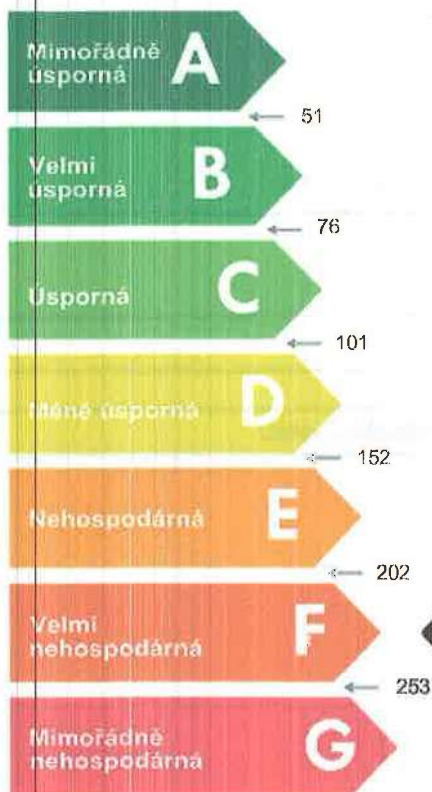 Mimořádně
úsporná
A
51
Velmi
úsporná
B
76
Úsporná
C
101
Méně úsporná
D
152
Nehospodárná
E
202
Velmi
nehospodárná
F
253
Mimořádně
nehospodárná
G